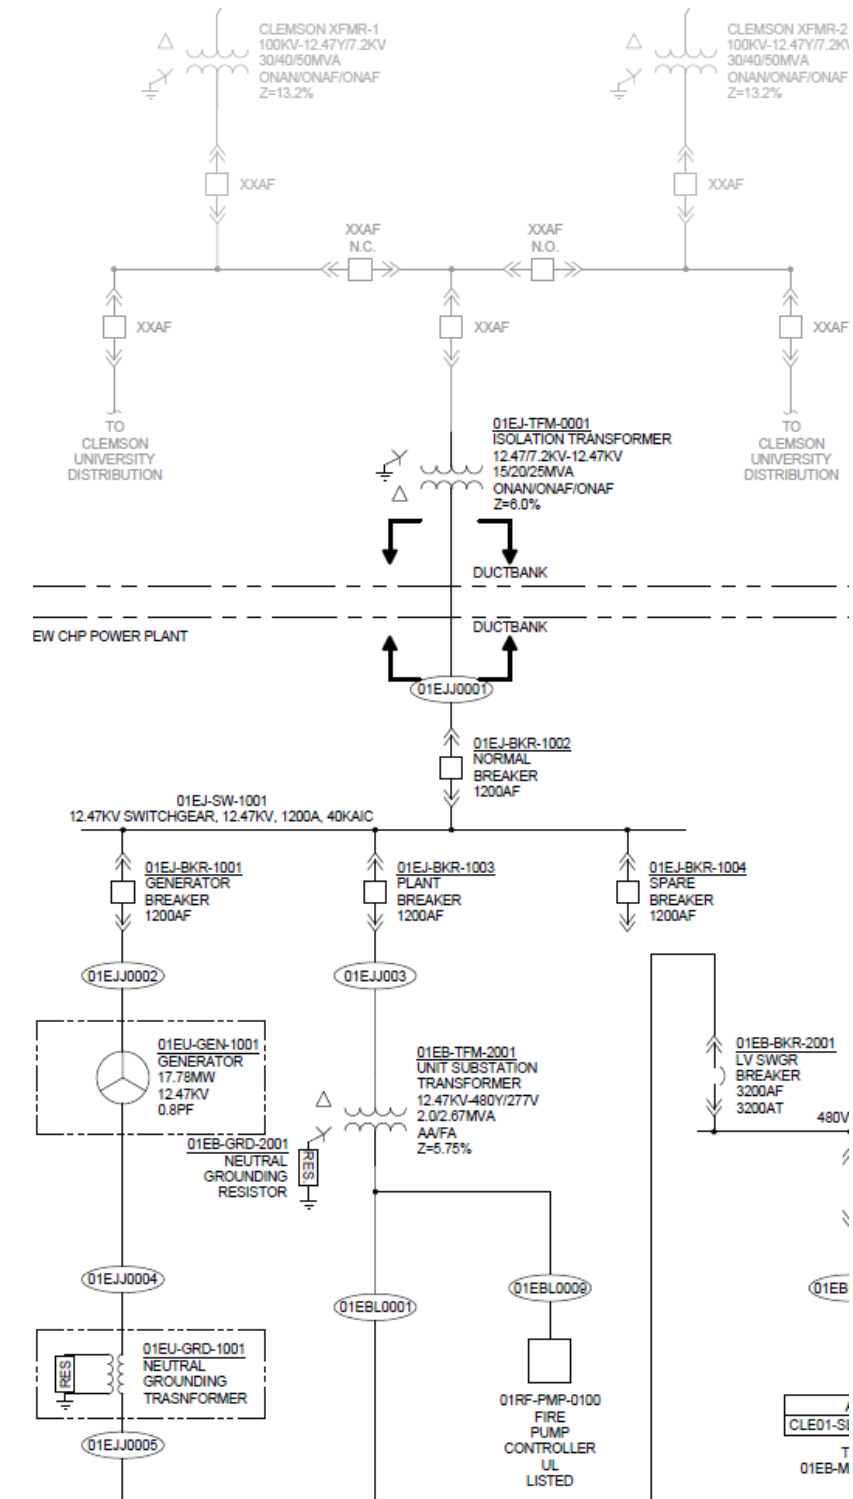 CLEMSON XFMR-1
100KV-12.47Y/7.2KV
30/40/50MVA
ONAN/ONAF/ONAF
Z=13.2%
CLEMSON XFMR-2
100KV-12.47Y/7.2KV
30/40/50MVA
ONAN/ONAF/ONAF
Z=13.2%
XXAF
XXAF
XXAF
N.C.
XXAF
N.O.
XXAF
XXAF
XXAF
TO
CLEMSON
UNIVERSITY
DISTRIBUTION
TO
CLEMSON
UNIVERSITY
DISTRIBUTION
01EJ-TFM-0001
ISOLATION TRANSFORMER
12.47/7.2KV-12.47KV
15/20/25MVA
ONAN/ONAF/ONAF
Z=6.0%
DUCTBANK
DUCTBANK
EW CHP POWER PLANT
01EJJ0001
01EJ-BKR-1002
NORMAL
BREAKER
1200AF
01EJ-SW-1001
12.47KV SWITCHGEAR, 12.47KV, 1200A, 40KAIC
01EJ-BKR-1001
GENERATOR
BREAKER
1200AF
01EJ-BKR-1003
PLANT
BREAKER
1200AF
01EJ-BKR-1004
SPARE
BREAKER
1200AF
01EJJ0002
01EJJ003
01EU-GEN-1001
GENERATOR
17.78MW
12.47KV
0.8PF
01EB-TFM-2001
UNIT SUBSTATION
TRANSFORMER
12.47KV-480Y/277V
2.0/2.67MVA
AA/FA
Z=5.75%
01EB-BKR-2001
LV SWGR
BREAKER
3200AF
3200AT
480V
01EB-GRD-2001
NEUTRAL
GROUNDING
RESISTOR
RES.
01EJJ0004
01EBL0001
01EBL0009
01EB
01EU-GRD-1001
NEUTRAL
GROUNDING
TRASNFORMER
RES
01EJJ0005
01RF-PMP-0100
FIRE
PUMP
CONTROLLER
UL
LISTED
A
CLE01-S
T
01EB-M